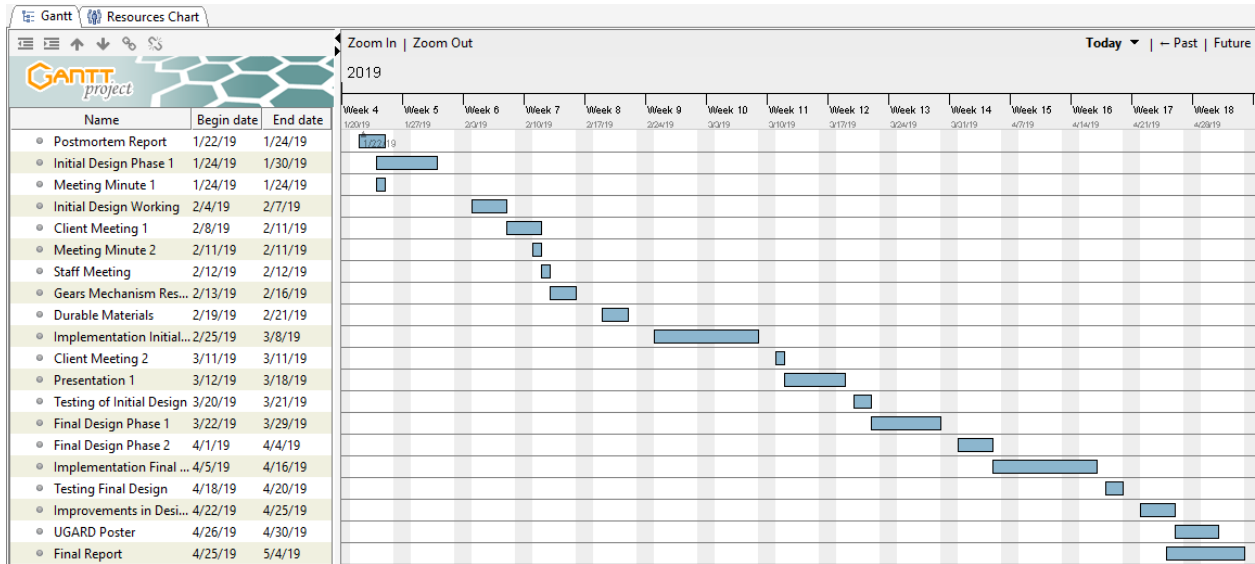 Gantt Resources Chart
Zoom In | Zoom Out Today ▼ | ← Past | Future
GANTT
project
2019
Week 4 Week 5 Week 6 Week 7 Week 8 Week 9 Week 10 Week 11 Week 12 Week 13 Week 14 Week 15 Week 16 Week 17 Week 18
Name Begin date End date 1/20/19 1/27/19 2/3/19 2/10/19 2/17/19 2/24/19 3/3/19 3/10/19 3/17/19 3/24/19 3/31/19 4/7/19 4/14/19 4/21/19 4/28/19
Postmortem Report 1/22/19 1/24/19 1/22/19
Initial Design Phase 1 1/24/19 1/30/19
Meeting Minute 1 1/24/19 1/24/19
Initial Design Working 2/4/19 2/7/19
Client Meeting 1 2/8/19 2/11/19
Meeting Minute 2 2/11/19 2/11/19
Staff Meeting 2/12/19 2/12/19
Gears Mechanism Res... 2/13/19 2/16/19
Durable Materials 2/19/19 2/21/19
Implementation Initial... 2/25/19 3/8/19
Client Meeting 2 3/11/19 3/11/19
Presentation 1 3/12/19 3/18/19
Testing of Initial Design 3/20/19 3/21/19
Final Design Phase 1 3/22/19 3/29/19
Final Design Phase 2 4/1/19 4/4/19
Implementation Final ... 4/5/19 4/16/19
Testing Final Design 4/18/19 4/20/19
Improvements in Desi... 4/22/19 4/25/19
UGARD Poster 4/26/19 4/30/19
Final Report 4/25/19 5/4/19